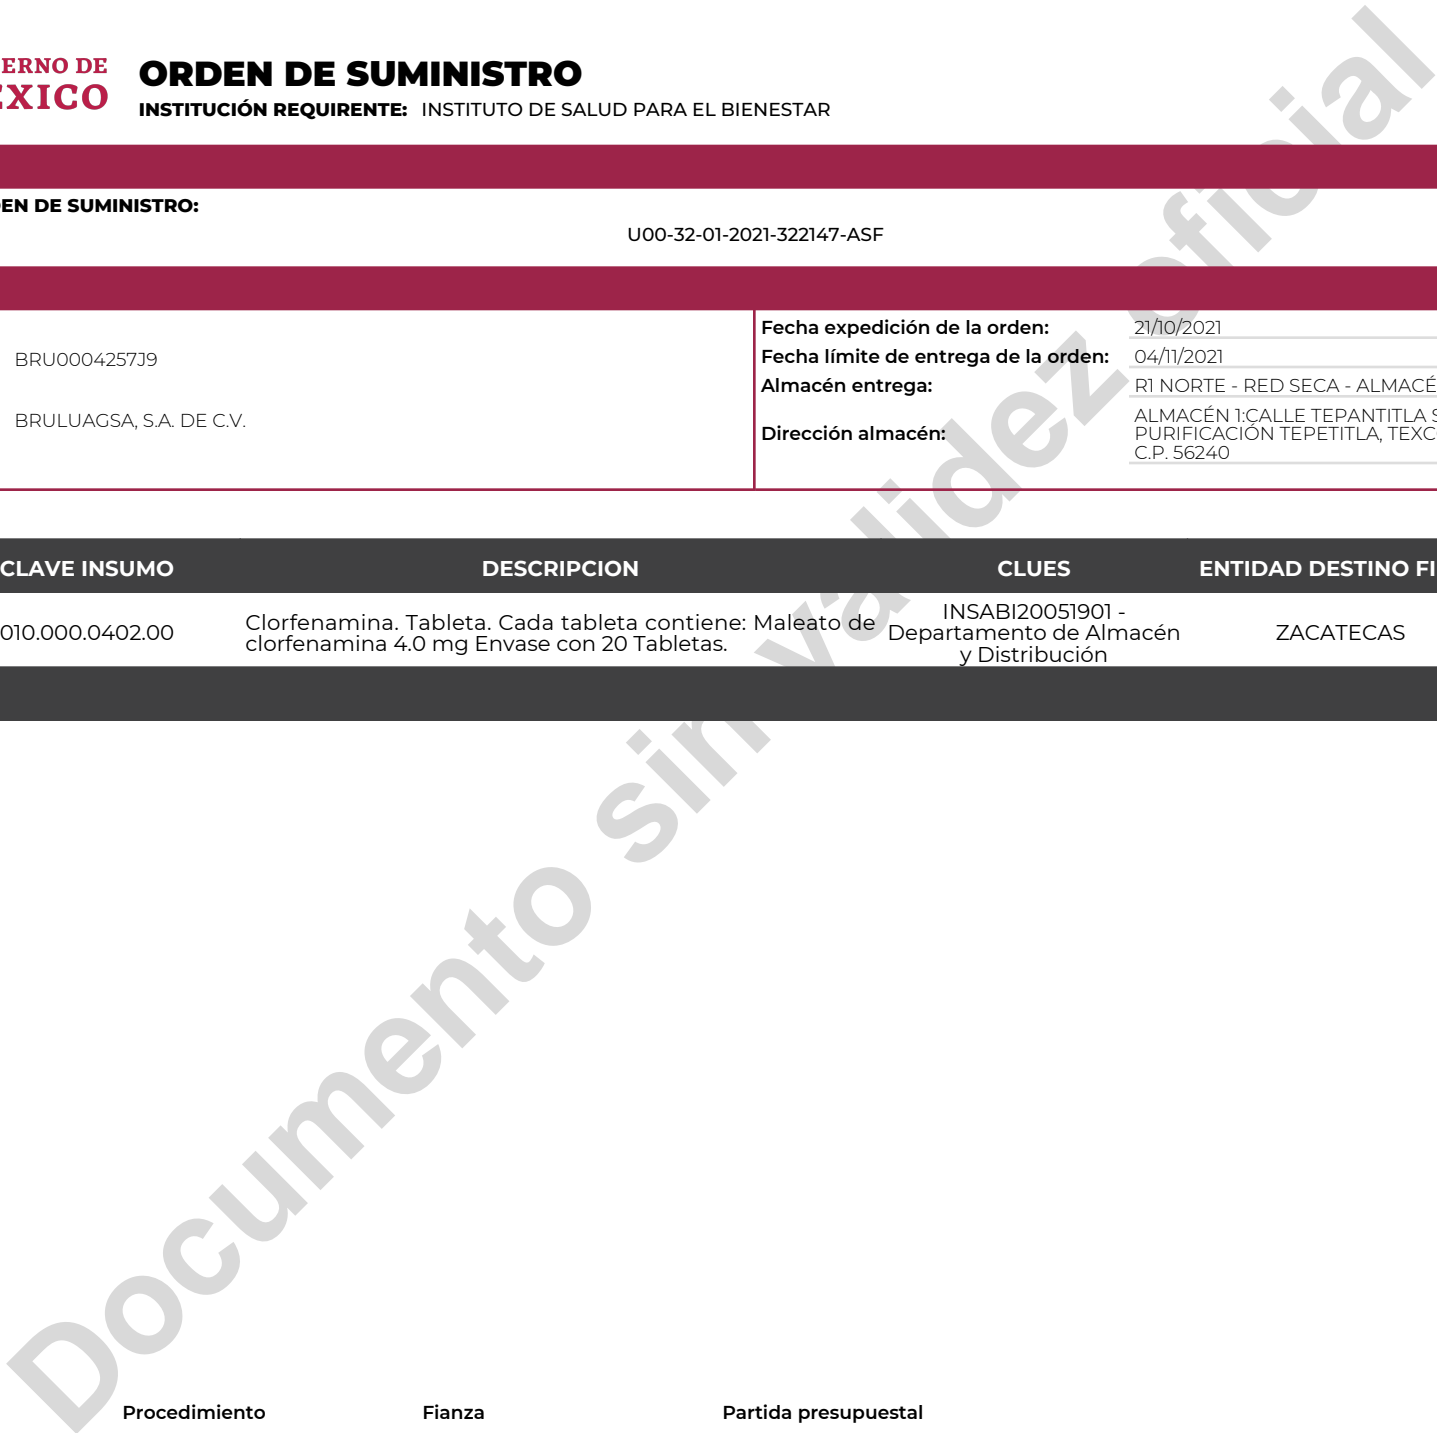 ERNO DE
EXICO
ORDEN DE SUMINISTRO
INSTITUCIÓN REQUIRENTE: INSTITUTO DE SALUD PARA EL BIENESTAR
EN DE SUMINISTRO:
U00-32-01-2021-322147-ASF
BRU0004257J9
BRULUAGSA, S.A. DE C.V.
Fecha expedición de la orden: 21/10/2021
Fecha límite de entrega de la orden: 04/11/2021
Almacén entrega: R1 NORTE - RED SECA - ALMACÉ
Dirección almacén:
ALMACÉN 1:CALLE TEPANTITLA S
PURIFICACIÓN TEPETITLA, TEXC
C.P. 56240
CLAVE INSUMO DESCRIPCION CLUES ENTIDAD DESTINO FI
010.000.0402.00
Clorfenamina. Tableta. Cada tableta contiene: Maleato de
clorfenamina 4.0 mg Envase con 20 Tabletas.
INSABI20051901 -
Departamento de Almacén
y Distribución
ZACATECAS
Documento sin validez oficial
Procedimiento Fianza Partida presupuestal